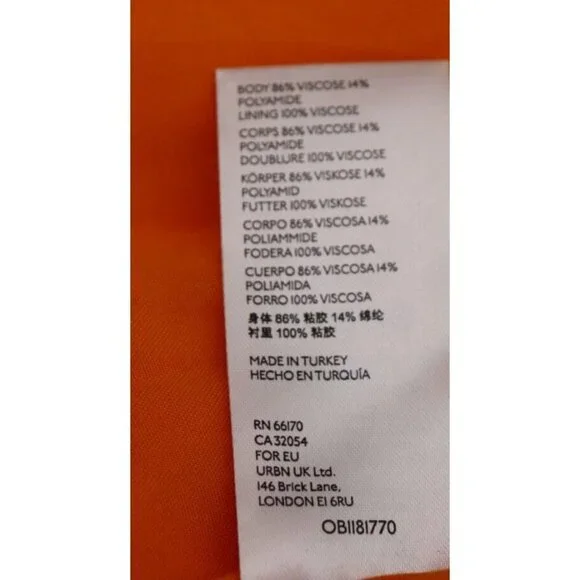 BODY 86% VISCOSE 14%
POLYAMIDE
LINING 100% VISCOSE
CORPS 86% VISCOSE 14%
POLYAMIDE
DOUBLURE 100% VISCOSE
KÖRPER 86% VISKOSE 14%
POLYAMID
FUTTER 100% VISKOSE
CORPO 86% VISCOSA 14%
POLIAMMIDE
FODERA 100% VISCOSA
CUERPO 86% VISCOSA 14%
POLIAMIDA
FORRO 100% VISCOSA
身体 86% 粘胶 14% 绵纶
衬里 100% 粘胶
MADE IN TURKEY
HECHO EN TURQUÍA
RN 66170
CA 32054
FOR EU
URBN UK Ltd.
146 Brick Lane,
LONDON E1 6RU
OB1181770